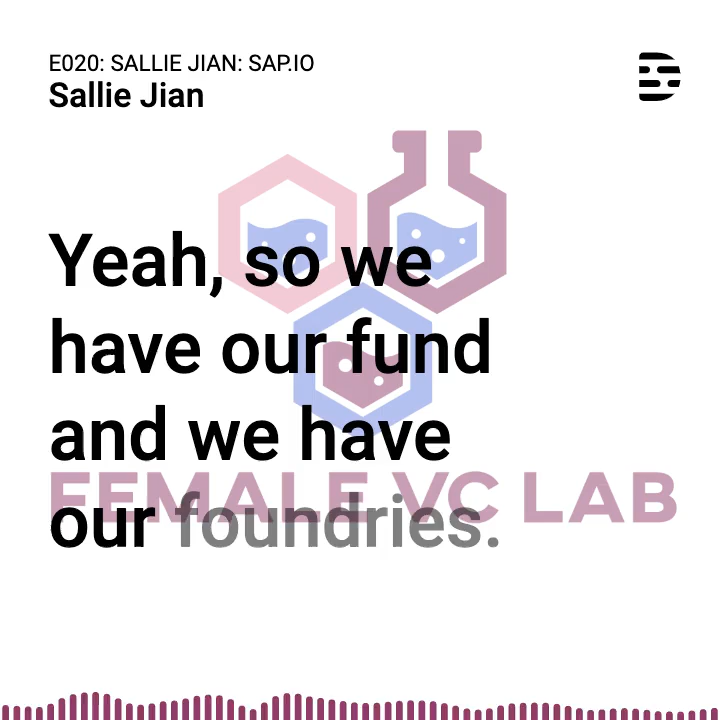 E020: SALLIE JIAN: SAP.IO
Sallie Jian
Yeah, so we
have our fund
and we have
our foundries.
FEMALE VC LAB